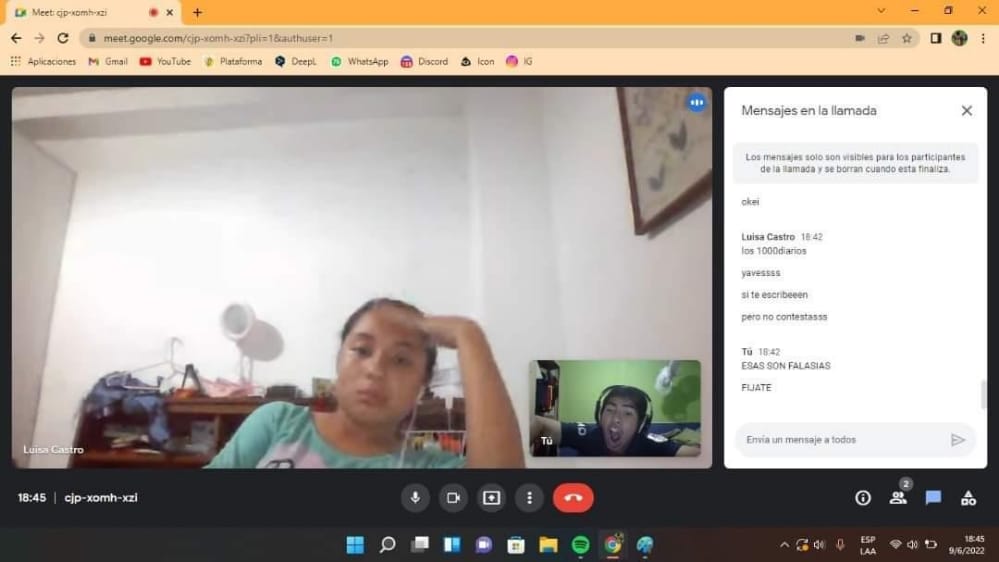 Meet: cjp-xomh-xzi
meet.google.com/cjp-xomh-xzi?pli=1&authuser=1
Aplicaciones Gmail YouTube Plataforma DeepL WhatsApp Discord Icon IG
Mensajes en la llamada
Los mensajes solo son visibles para los participantes
de la llamada y se borran cuando esta finaliza.
okei
Luisa Castro 18:42
los 1000diarios
yavessss
si te escribeeen
pero no contestasss
Tú 18:42
ESAS SON FALASIAS
FIJATE
Envía un mensaje a todos
Luisa Castro
Tú
18:45 | cjp-xomh-xzi
2
ESP
LAA
18:45
9/6/2022